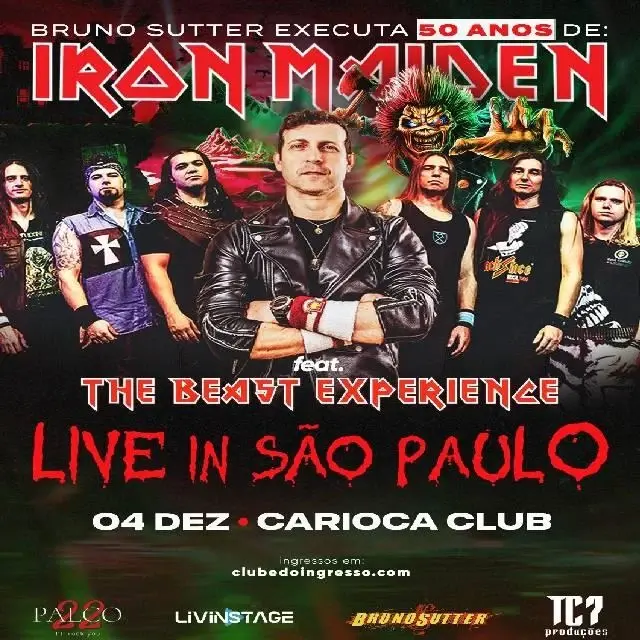 BRUNO SUTTER EXECUTA 50 ANOS DE:
IRON MAIDEN
feat.
THE BEAST EXPERIENCE
LIVE IN SÃO PAULO
04 DEZ • CARIOCA CLUB
ingressos em:
clubedoingresso.com
PALCO 22
LIVINSTAGE
BRUNO SUTTER
TC7
produções